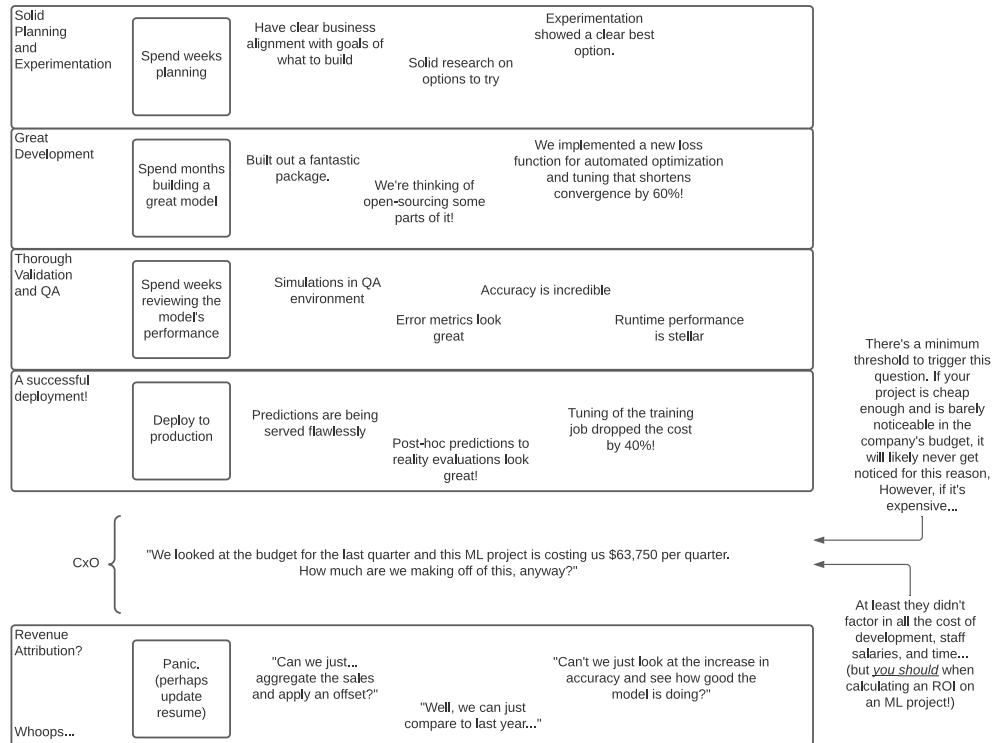 Solid
Planning
and
Experimentation
Spend weeks
planning
Have clear business
alignment with goals of
what to build
Solid research on
options to try
Experimentation
showed a clear best
option.
Great
Development
Spend months
building a
great model
Built out a fantastic
package.
We're thinking of
open-sourcing some
parts of it!
We implemented a new loss
function for automated optimization
and tuning that shortens
convergence by 60%!
Thorough
Validation
and QA
Spend weeks
reviewing the
model's
performance
Simulations in QA
environment
Error metrics look
great
Accuracy is incredible
Runtime performance
is stellar
A successful
deployment!
Deploy to
production
Predictions are being
served flawlessly
Post-hoc predictions to
reality evaluations look
great!
Tuning of the training
job dropped the cost
by 40%!
There's a minimum
threshold to trigger this
question. If your
project is cheap
enough and is barely
noticeable in the
company's budget, it
will likely never get
noticed for this reason,
However, if it's
expensive...
CxO
"We looked at the budget for the last quarter and this ML project is costing us $63,750 per quarter.
How much are we making off of this, anyway?"
At least they didn't
factor in all the cost of
development, staff
salaries, and time...
(but you should when
calculating an ROI on
an ML project!)
Revenue
Attribution?
Whoops...
Panic.
(perhaps
update
resume)
"Can we just...
aggregate the sales
and apply an offset?"
"Well, we can just
compare to last year..."
"Can't we just look at the increase in
accuracy and see how good the
model is doing?"